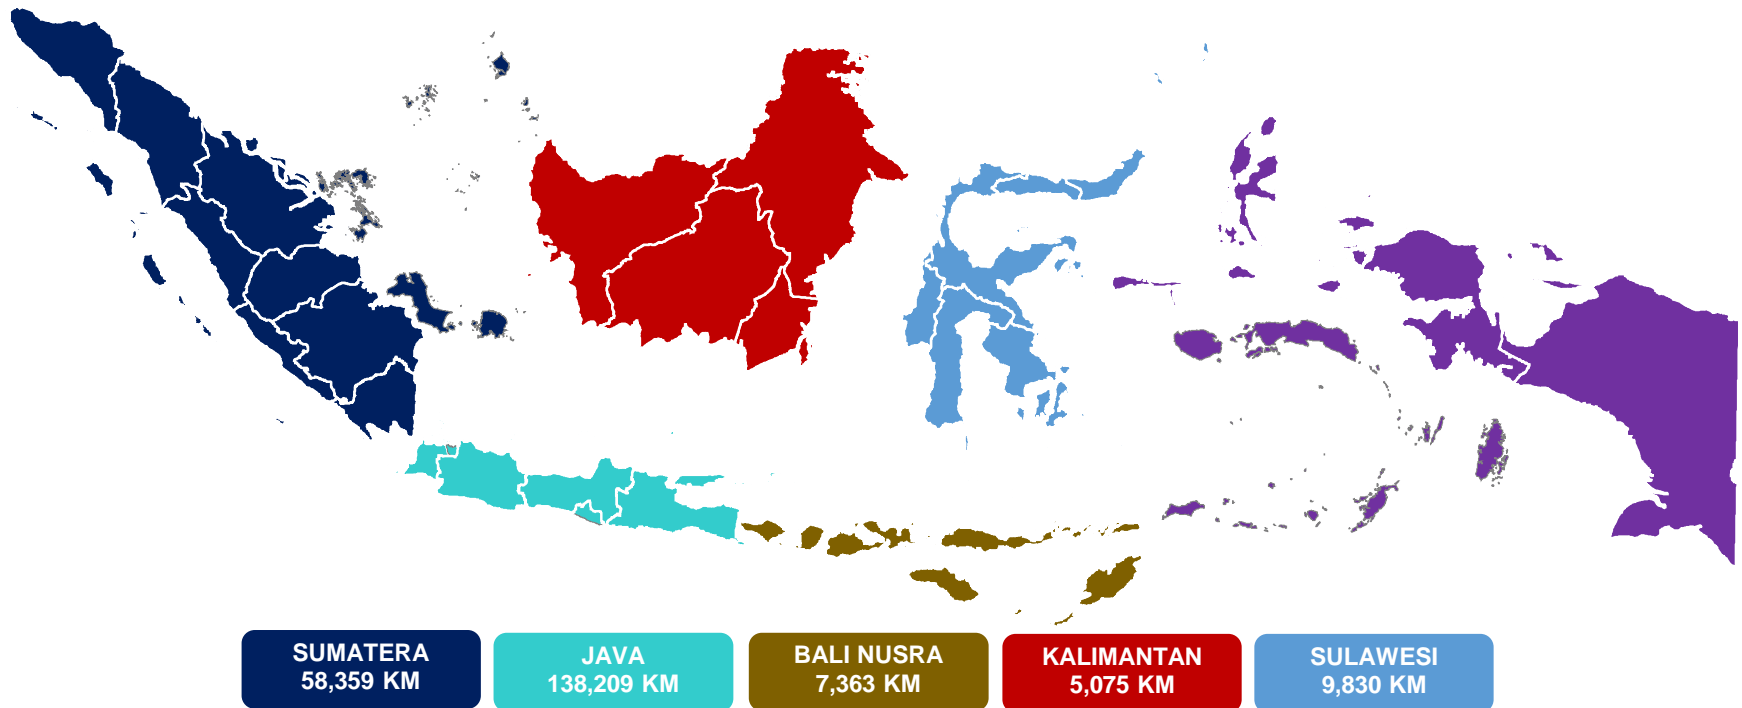 SUMATERA
58,359 KM
JAVA
138,209 KM
BALI NUSRA
7,363 KM
KALIMANTAN
5,075 KM
SULAWESI
9,830 KM